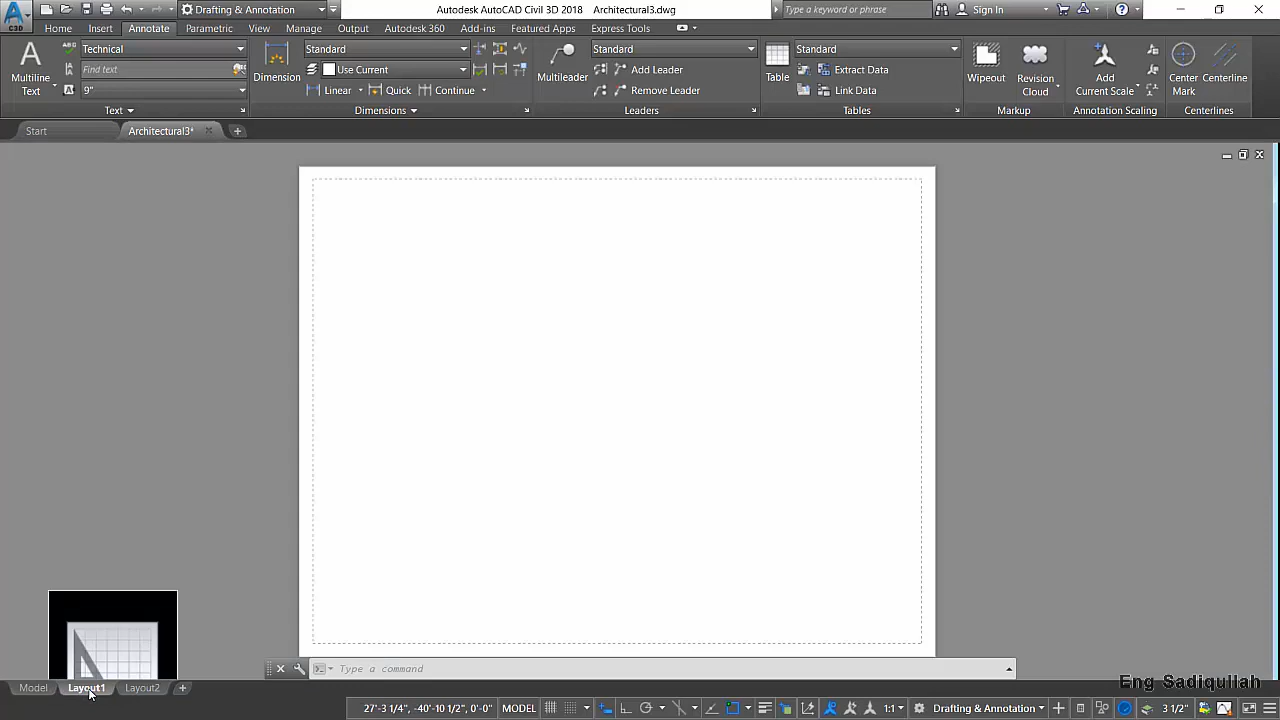 Drafting & Annotation
Autodesk AutoCAD Civil 3D 2018 Architectural3.dwg
Type a keyword or phrase
Sign In
C3D
Home Insert Annotate Parametric View Manage Output Autodesk 360 Add-ins Featured Apps Express Tools
Multiline
Text
ABC
Technical
Find text
9"
Text
Dimension
Standard
Use Current
Linear Quick Continue
Dimensions
Multileader
Standard
Add Leader
Remove Leader
Leaders
Table
Standard
Extract Data
Link Data
Tables
Wipeout
Revision
Cloud
Markup
Add
Current Scale
Annotation Scaling
Center
Mark
Centerline
Centerlines
Start Architectural3*
Type a command
Model Layout1 Layout2
Eng Sadiqullah
27'-3 1/4", -40'-10 1/2", 0'-0" MODEL 1:1 Drafting & Annotation 3 1/2"